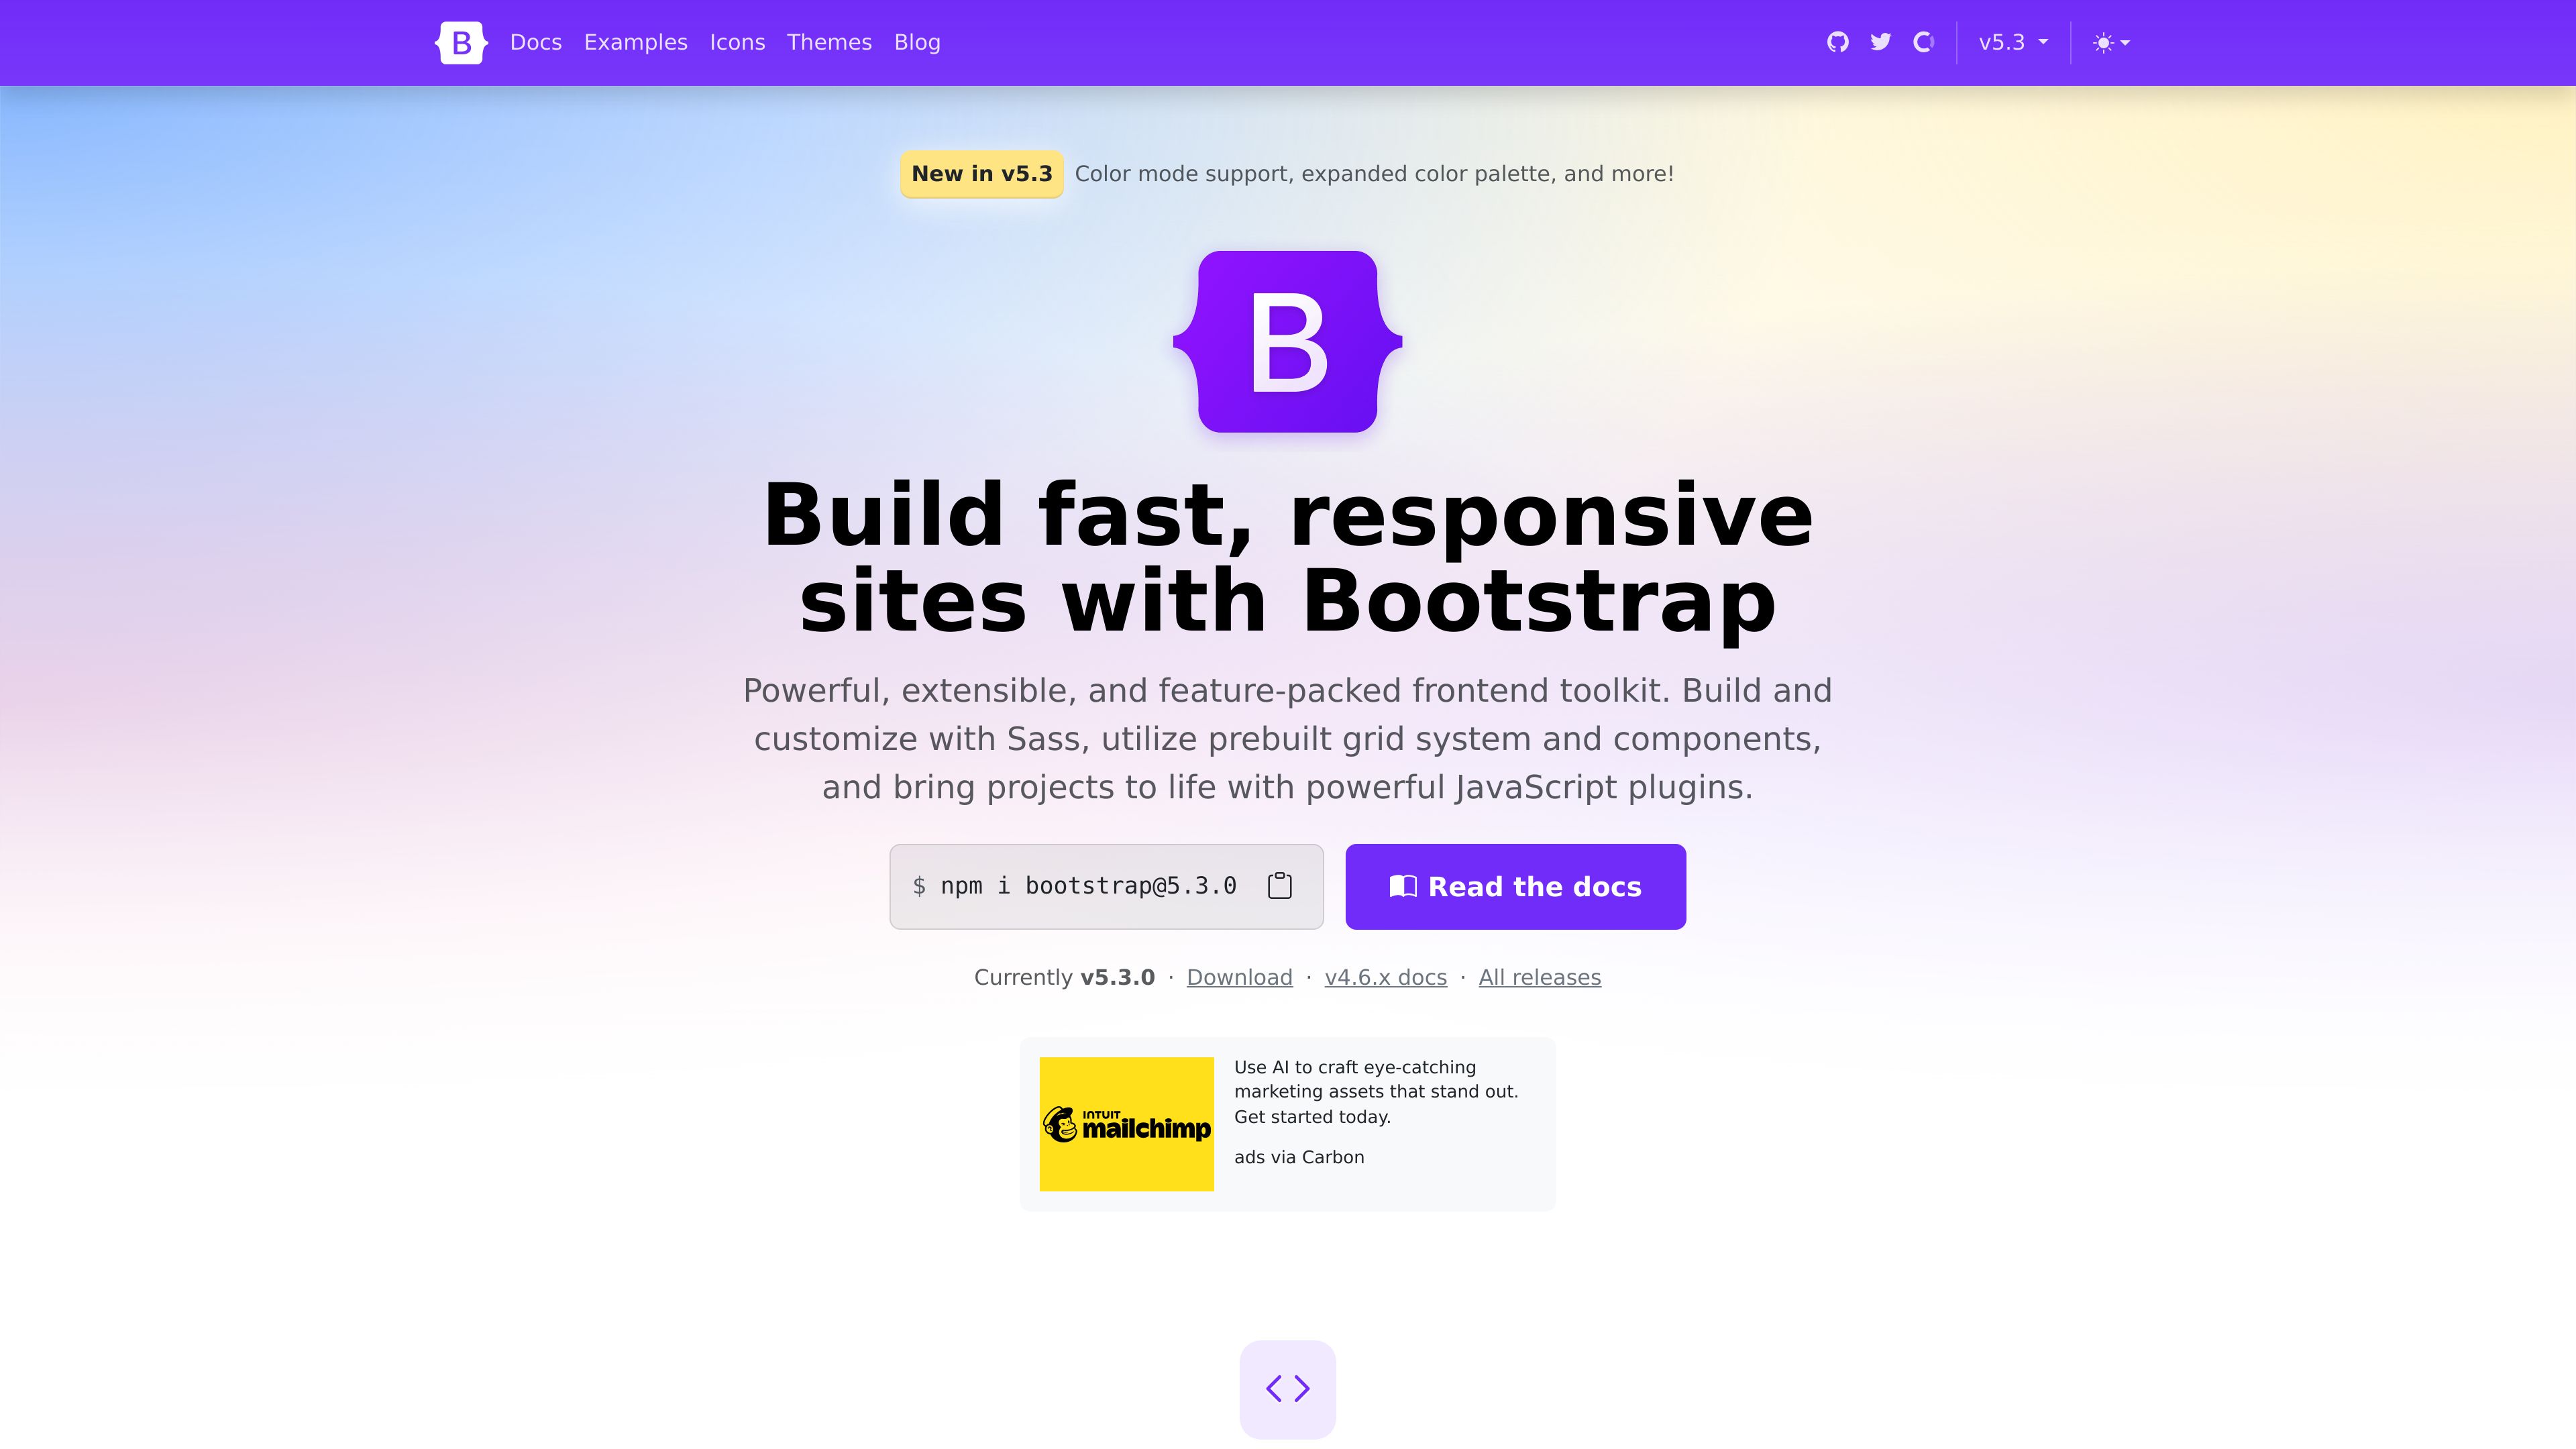 B Docs Examples Icons Themes Blog v5.3
New in v5.3 Color mode support, expanded color palette, and more!
B
Build fast, responsive
sites with Bootstrap
Powerful, extensible, and feature-packed frontend toolkit. Build and
customize with Sass, utilize prebuilt grid system and components,
and bring projects to life with powerful JavaScript plugins.
$ npm i bootstrap@5.3.0 Read the docs
Currently v5.3.0 · Download · v4.6.x docs · All releases
INTUIT
mailchimp
Use AI to craft eye-catching
marketing assets that stand out.
Get started today.
ads via Carbon